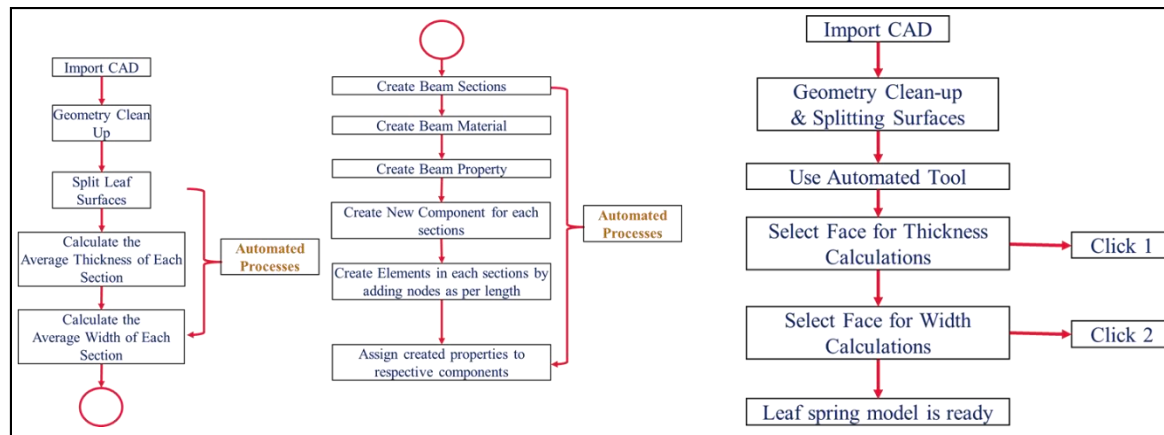 Import CAD
Geometry Clean
Up
Split Leaf
Surfaces
Calculate the
Average Thickness of Each
Section
Calculate the
Average Width of Each
Section
Automated
Processes
Create Beam Sections
Create Beam Material
Create Beam Property
Create New Component for each
sections
Create Elements in each sections by
adding nodes as per length
Assign created properties to
respective components
Automated
Processes
Import CAD
Geometry Clean-up
& Splitting Surfaces
Use Automated Tool
Select Face for Thickness
Calculations
Click 1
Select Face for Width
Calculations
Click 2
Leaf spring model is ready